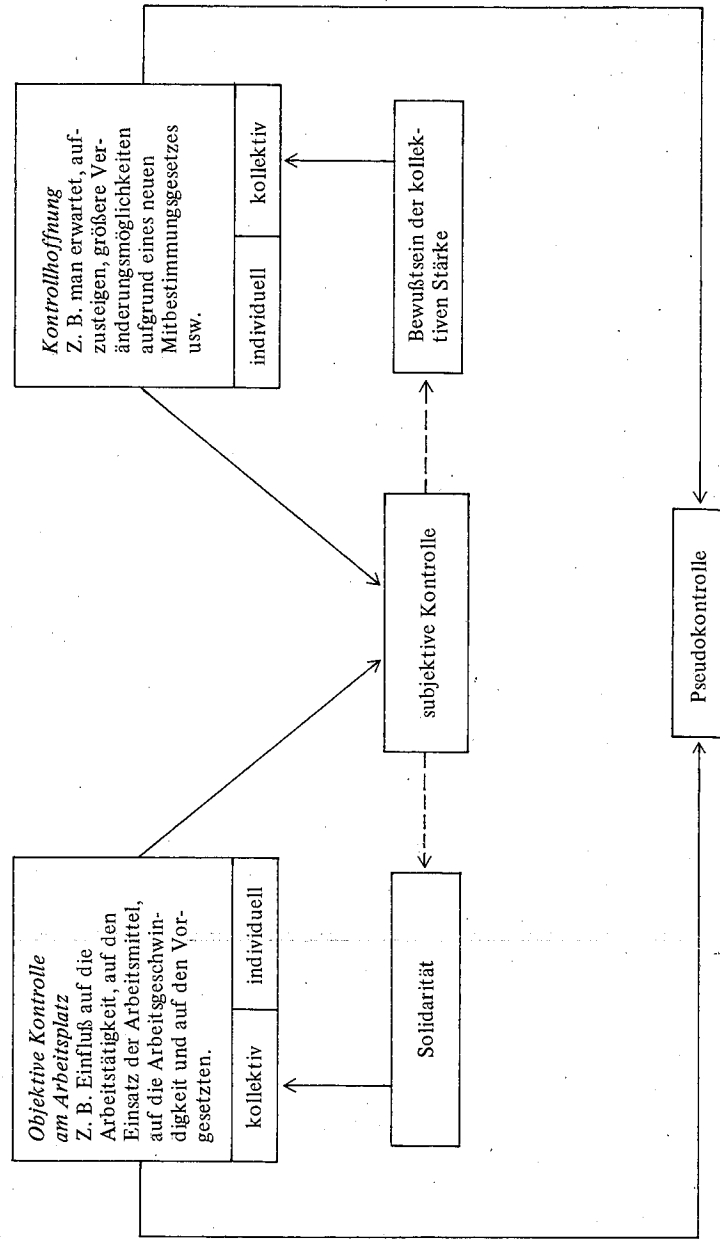 Objektive Kontrolle
am Arbeitsplatz
Z. B. Einfluß auf die
Arbeitstätigkeit, auf den
Einsatz der Arbeitsmittel,
auf die Arbeitsgeschwin-
digkeit und auf den Vor-
gesetzten.
kollektiv
individuell
Kontrollhoffnung
Z. B. man erwartet, auf-
zusteigen, größere Ver-
änderungsmöglichkeiten
aufgrund eines neuen
Mitbestimmungsgesetzes
usw.
individuell
kollektiv
Solidarität
subjektive Kontrolle
Bewußtsein der kollek-
tiven Stärke
Pseudokontrolle